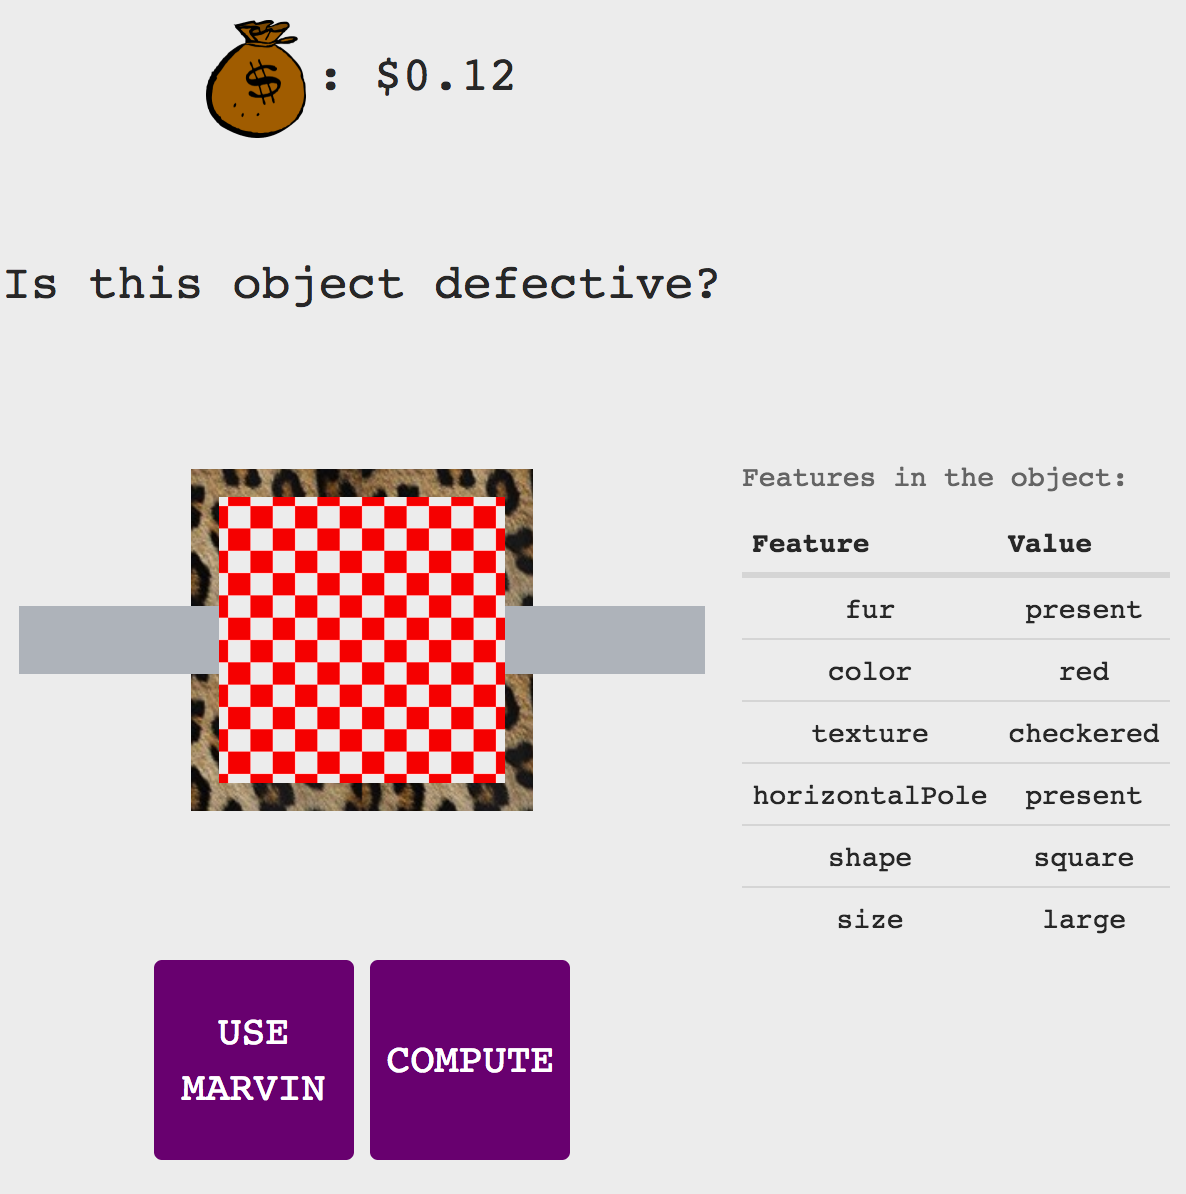 $
: $0.12
Is this object defective?
Features in the object:
Feature Value
fur present
color red
texture checkered
horizontalPole present
shape square
size large
USE
MARVIN
COMPUTE